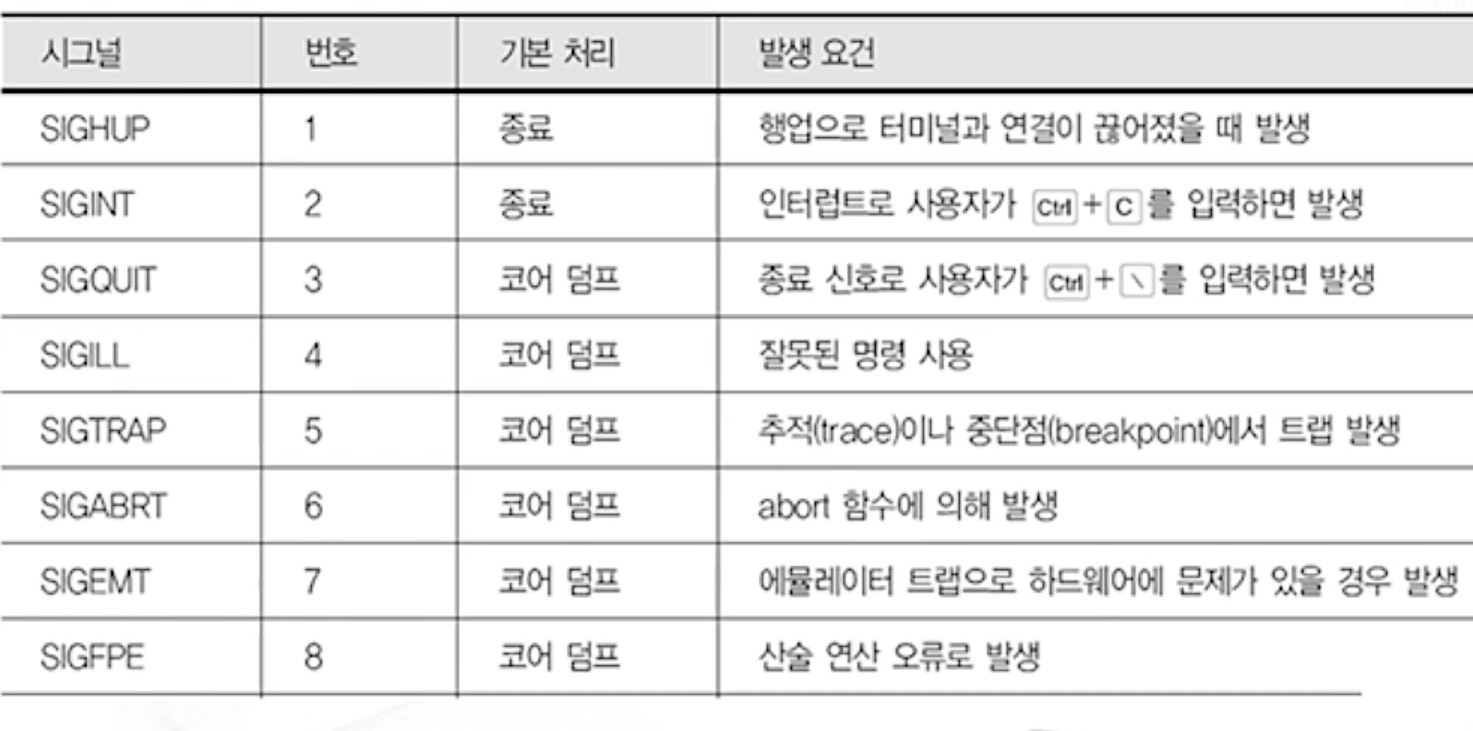 시그널 번호 기본 처리 발생 요건
SIGHUP 1 종료 행업으로 터미널과 연결이 끊어졌을 때 발생
SIGINT 2 종료 인터럽트로 사용자가 Ctrl+C를 입력하면 발생
SIGQUIT 3 코어 덤프 종료 신호로 사용자가 Ctrl+\를 입력하면 발생
SIGILL 4 코어 덤프 잘못된 명령 사용
SIGTRAP 5 코어 덤프 추적(trace)이나 중단점(breakpoint)에서 트랩 발생
SIGABRT 6 코어 덤프 abort 함수에 의해 발생
SIGEMT 7 코어 덤프 에뮬레이터 트랩으로 하드웨어에 문제가 있을 경우 발생
SIGFPE 8 코어 덤프 산술 연산 오류로 발생